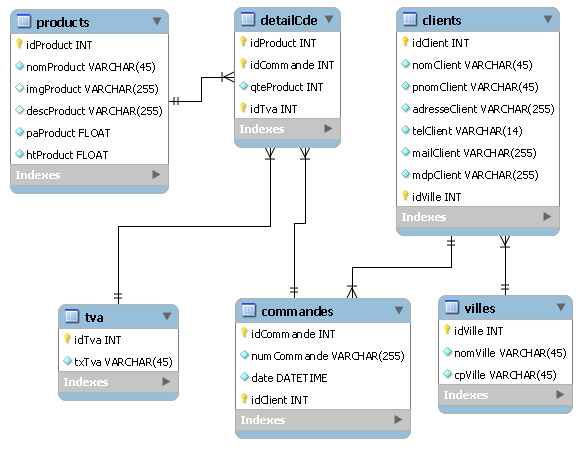 products
idProduct INT
nomProduct VARCHAR(45)
imgProduct VARCHAR(255)
descProduct VARCHAR(255)
paProduct FLOAT
htProduct FLOAT
Indexes
detailCde
idProduct INT
idCommande INT
qteProduct INT
idTva INT
Indexes
clients
idClient INT
nomClient VARCHAR(45)
pnomClient VARCHAR(45)
adresseClient VARCHAR(255)
telClient VARCHAR(14)
mailClient VARCHAR(255)
mdpClient VARCHAR(255)
idVille INT
Indexes
tva
idTva INT
txTva VARCHAR(45)
Indexes
commandes
idCommande INT
numCommande VARCHAR(255)
date DATETIME
idClient INT
Indexes
villes
idVille INT
nomVille VARCHAR(45)
cpVille VARCHAR(45)
Indexes